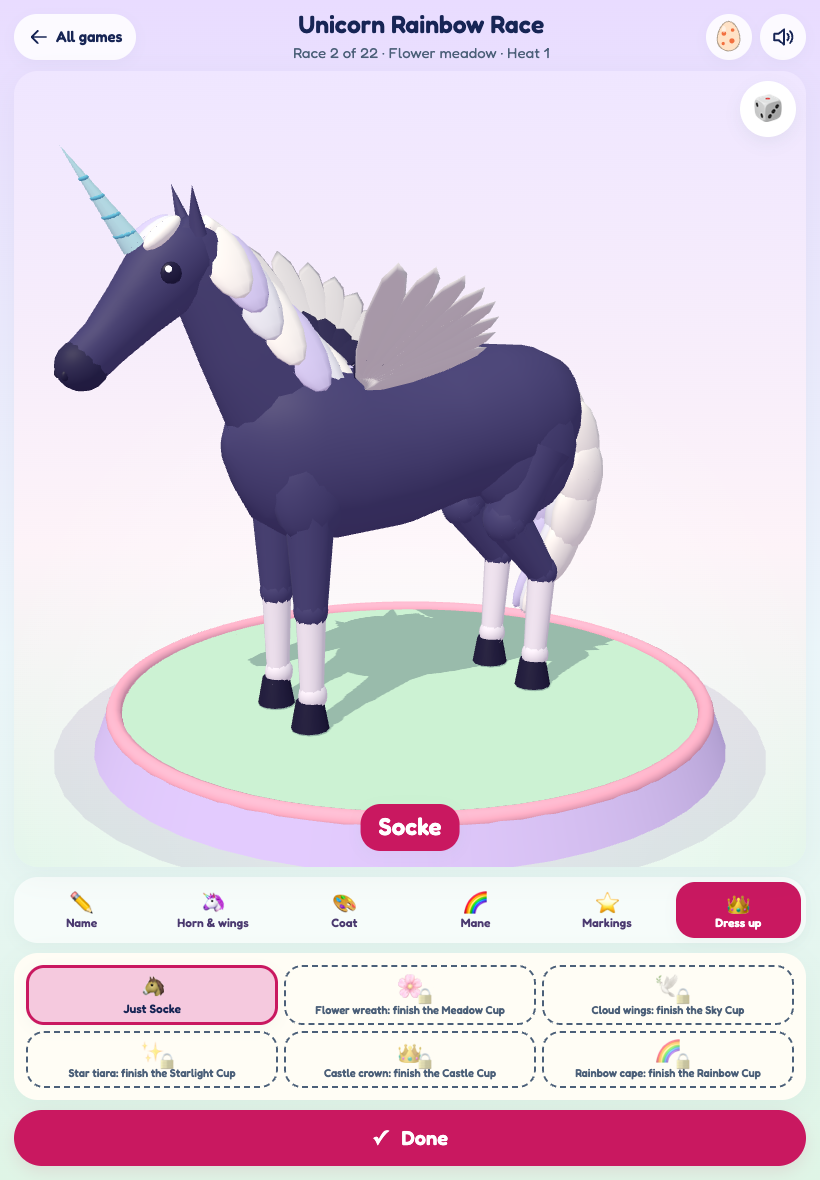 All games
Unicorn Rainbow Race
Race 2 of 22 · Flower meadow · Heat 1
Socke
Name
Horn & wings
Coat
Mane
Markings
Dress up
Just Socke
Flower wreath: finish the Meadow Cup
Cloud wings: finish the Sky Cup
Star tiara: finish the Starlight Cup
Castle crown: finish the Castle Cup
Rainbow cape: finish the Rainbow Cup
✓ Done